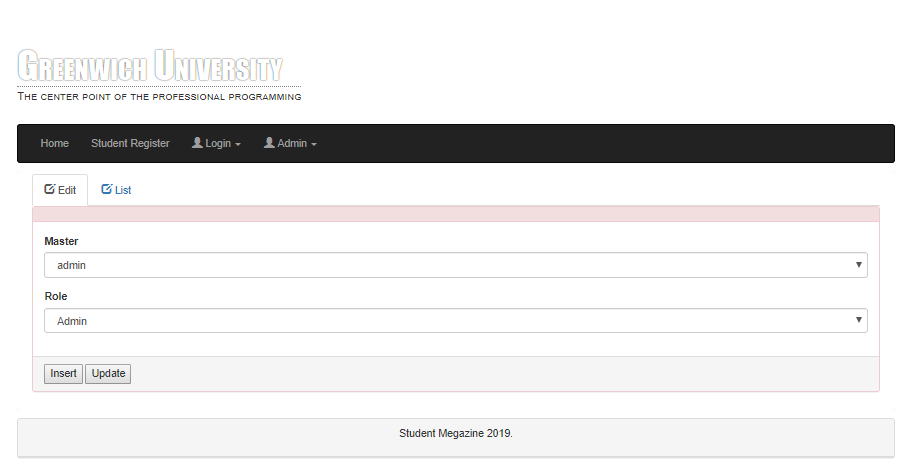 Greenwich University
The center point of the professional programming
Home Student Register Login Admin
Edit List
Master
admin
Role
Admin
Insert Update
Student Megazine 2019.